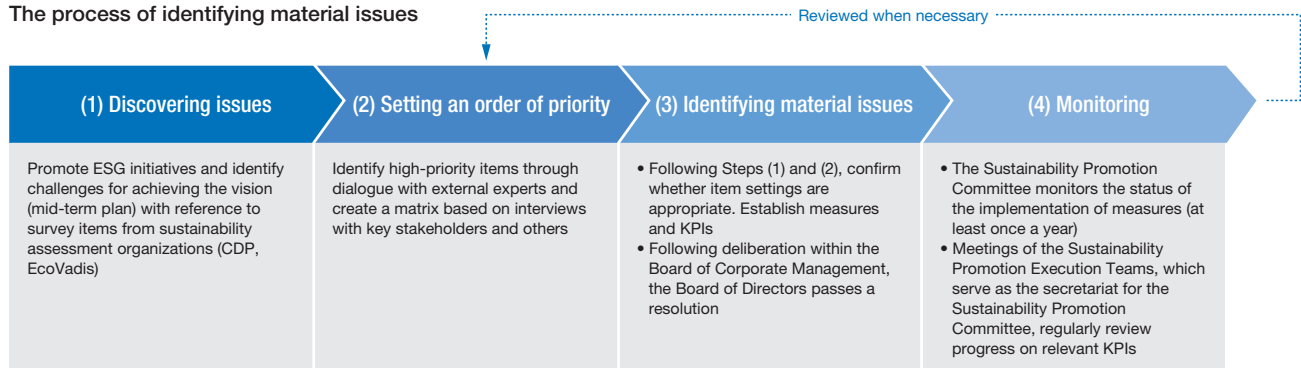 The process of identifying material issues
Reviewed when necessary
(1) Discovering issues
(2) Setting an order of priority
(3) Identifying material issues
(4) Monitoring
Promote ESG initiatives and identify
challenges for achieving the vision
(mid-term plan) with reference to
survey items from sustainability
assessment organizations (CDP,
EcoVadis)
Identify high-priority items through
dialogue with external experts and
create a matrix based on interviews
with key stakeholders and others
• Following Steps (1) and (2), confirm
whether item settings are
appropriate. Establish measures
and KPIs
• Following deliberation within the
Board of Corporate Management,
the Board of Directors passes a
resolution
• The Sustainability Promotion
Committee monitors the status of
the implementation of measures (at
least once a year)
• Meetings of the Sustainability
Promotion Execution Teams, which
serve as the secretariat for the
Sustainability Promotion
Committee, regularly review
progress on relevant KPIs